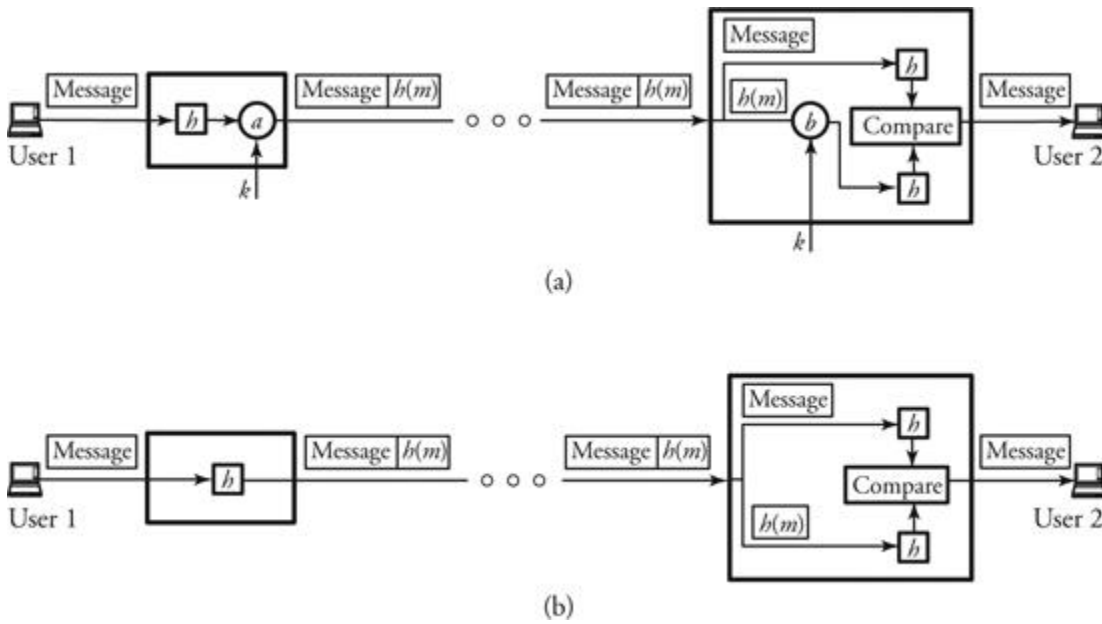 Message
Message h(m)
Message h(m)
Message
h
Message
h
a
h(m)
b
Compare
User 1
User 2
h
k
k
(a)
Message
h
Message
Message h(m)
Message h(m)
Message
h
Compare
User 1
User 2
h(m)
h
(b)